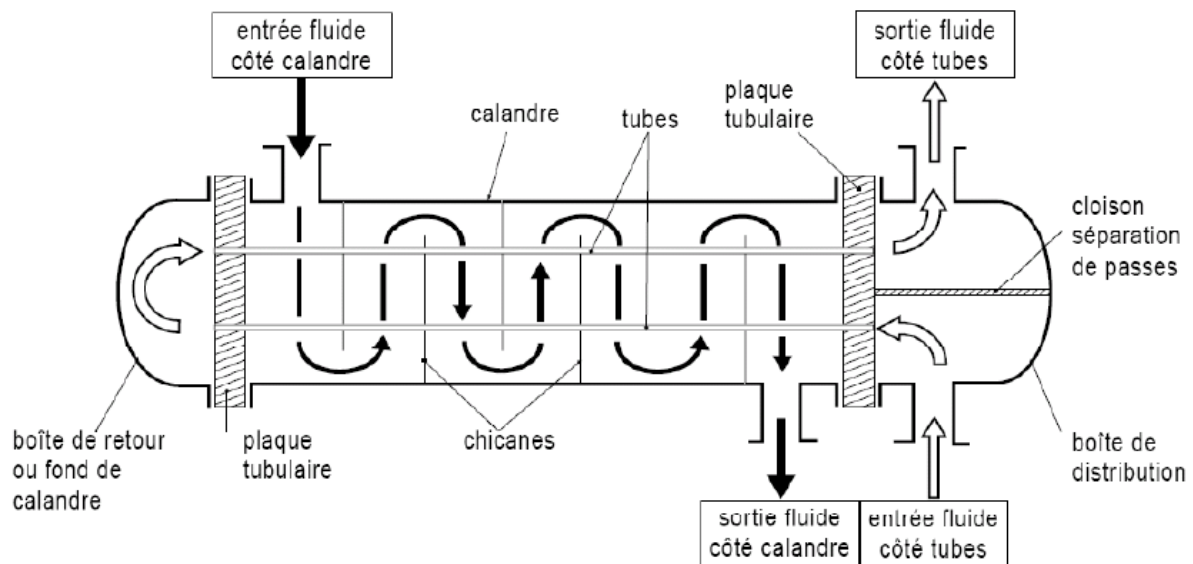 entrée fluide
côté calandre
sortie fluide
côté tubes
calandre
tubes
plaque
tubulaire
cloison
séparation
de passes
boîte de retour
ou fond de
calandre
plaque
tubulaire
chicanes
boîte de
distribution
sortie fluide
côté calandre
entrée fluide
côté tubes